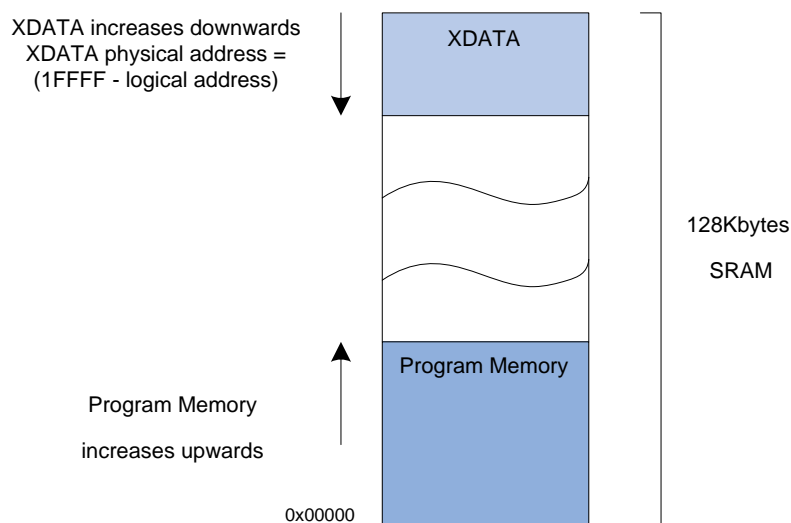 XDATA increases downwards
XDATA physical address =
(1FFFF - logical address)
XDATA
128Kbytes
SRAM
Program Memory
Program Memory
increases upwards
0x00000